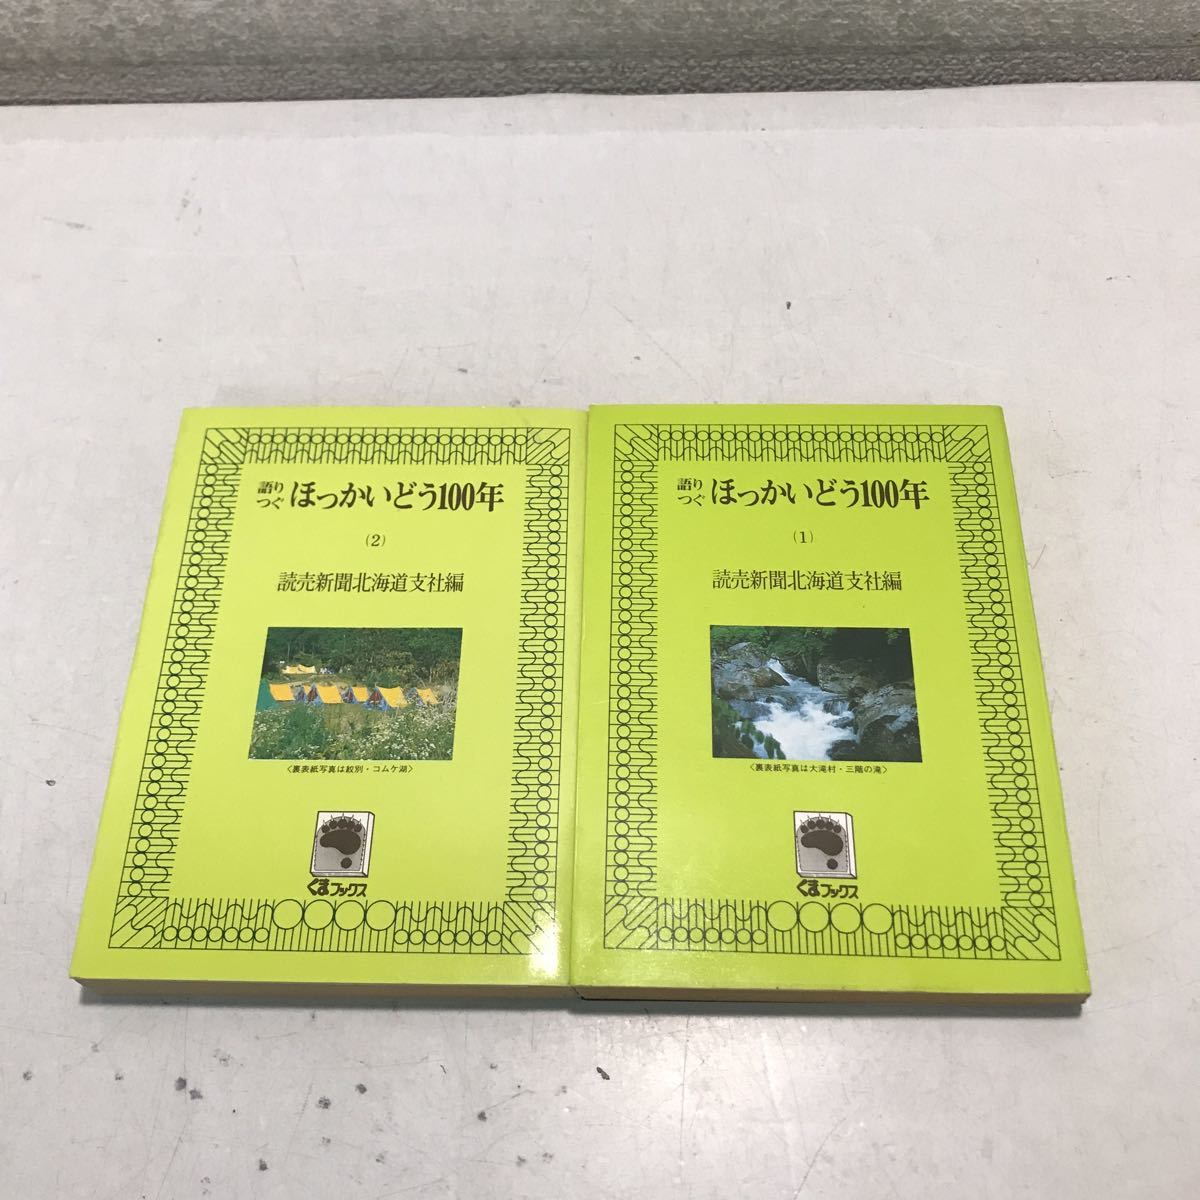 語り
つぐ ほっかいどう100年
(2)
読売新聞北海道支社編
〈裏表紙写真は紋別・コムケ湖〉
くまブックス
語り
つぐ ほっかいどう100年
(1)
読売新聞北海道支社編
〈裏表紙写真は大滝村・三階の滝〉
くまブックス